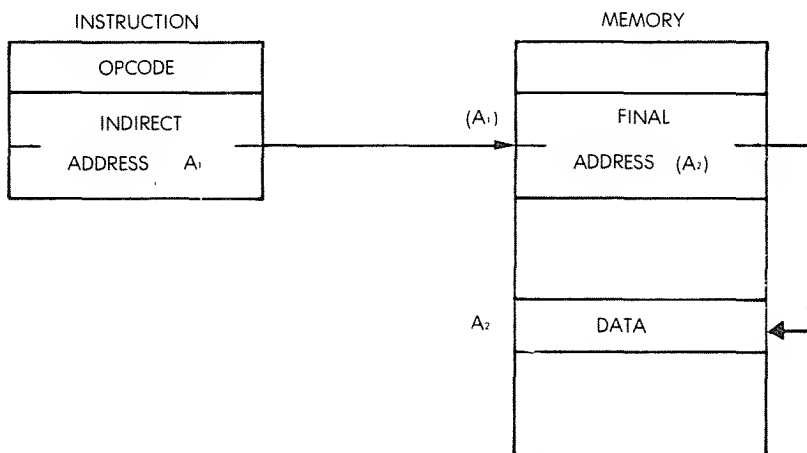 INSTRUCTION
OPCODE
INDIRECT
ADDRESS A₁
MEMORY
(A₁)
FINAL
ADDRESS (A₂)
A₂
DATA